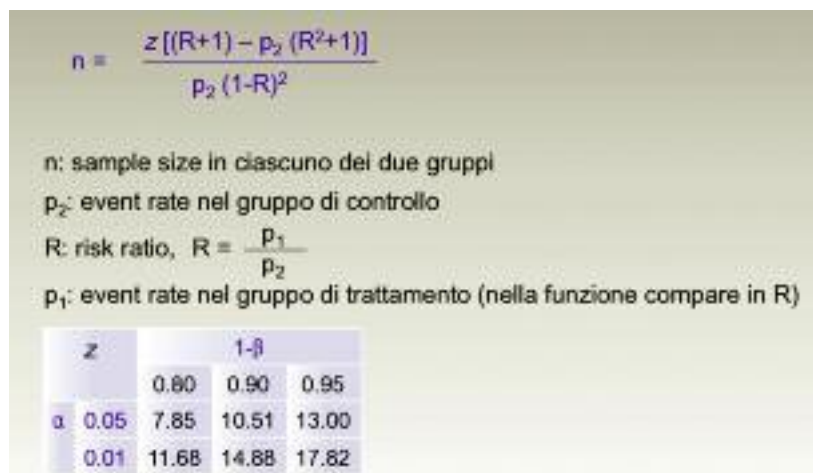 n = z [(R+1) – p₂ (R²+1)]
p₂ (1-R)²
n: sample size in ciascuno dei due gruppi
p₂: event rate nel gruppo di controllo
R: risk ratio, R = p₁
p₂
p₁: event rate nel gruppo di trattamento (nella funzione compare in R)
z 1-β
0.80 0.90 0.95
α 0.05 7.85 10.51 13.00
0.01 11.68 14.88 17.82